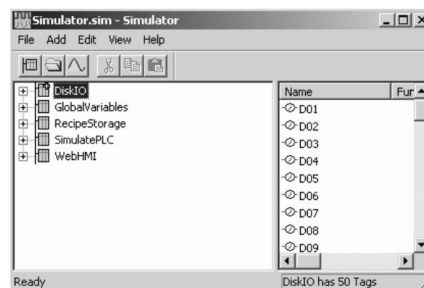 Simulator.sim - Simulator
File Add Edit View Help
DiskIO
GlobalVariables
RecipeStorage
SimulatePLC
WebHMI
Name Fur
D01
D02
D03
D04
D05
D06
D07
D08
D09
Ready DiskIO has 50 Tags